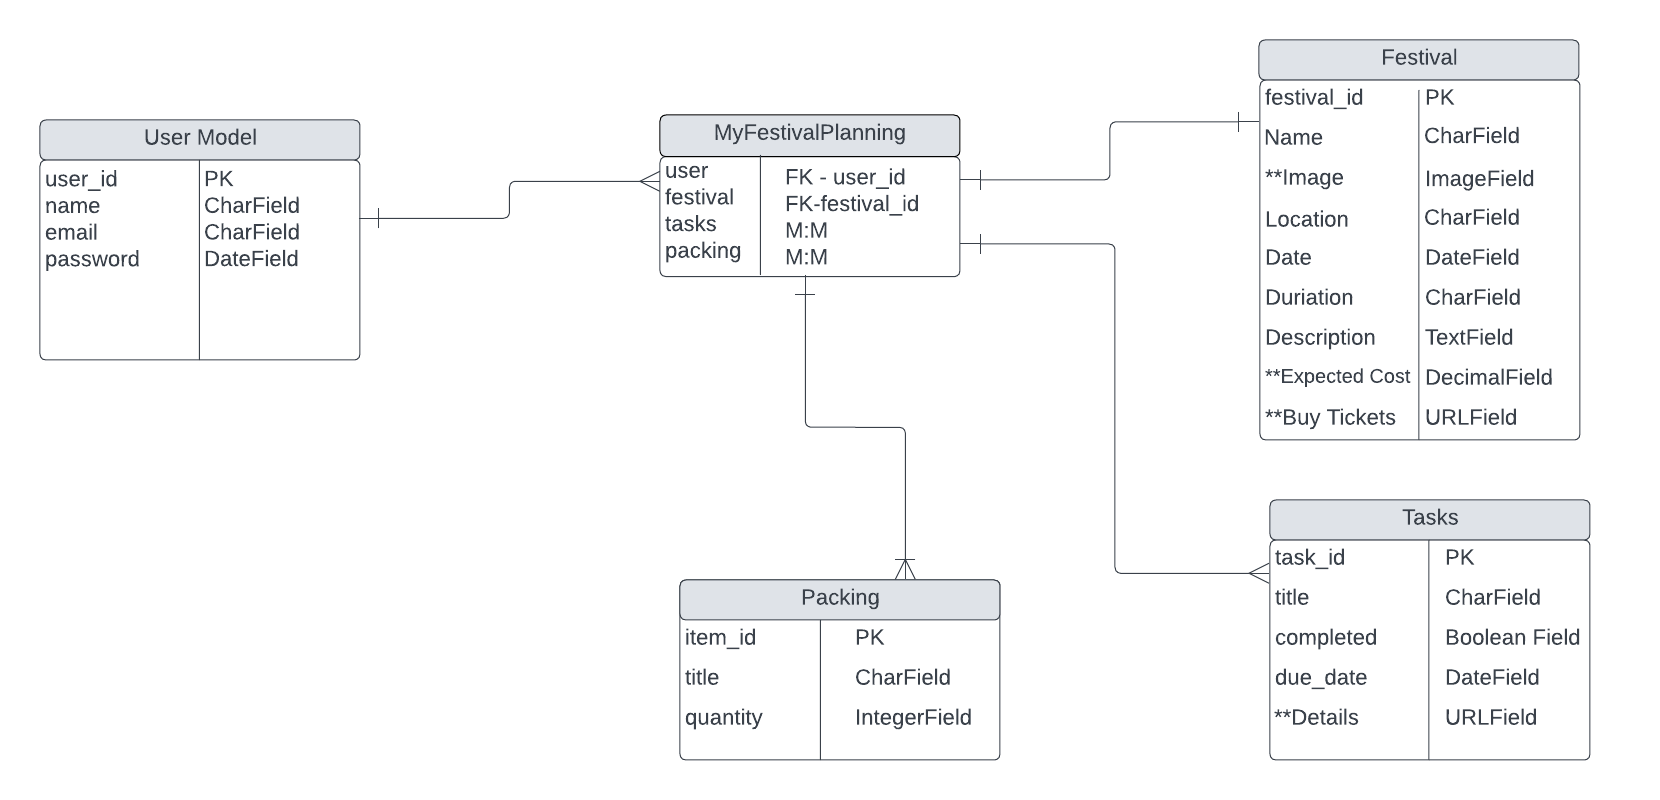 User Model
user_id PK
name CharField
email CharField
password DateField
MyFestivalPlanning
user FK - user_id
festival FK-festival_id
tasks M:M
packing M:M
Festival
festival_id PK
Name CharField
**Image ImageField
Location CharField
Date DateField
Duriation CharField
Description TextField
**Expected Cost DecimalField
**Buy Tickets URLField
Packing
item_id PK
title CharField
quantity IntegerField
Tasks
task_id PK
title CharField
completed Boolean Field
due_date DateField
**Details URLField